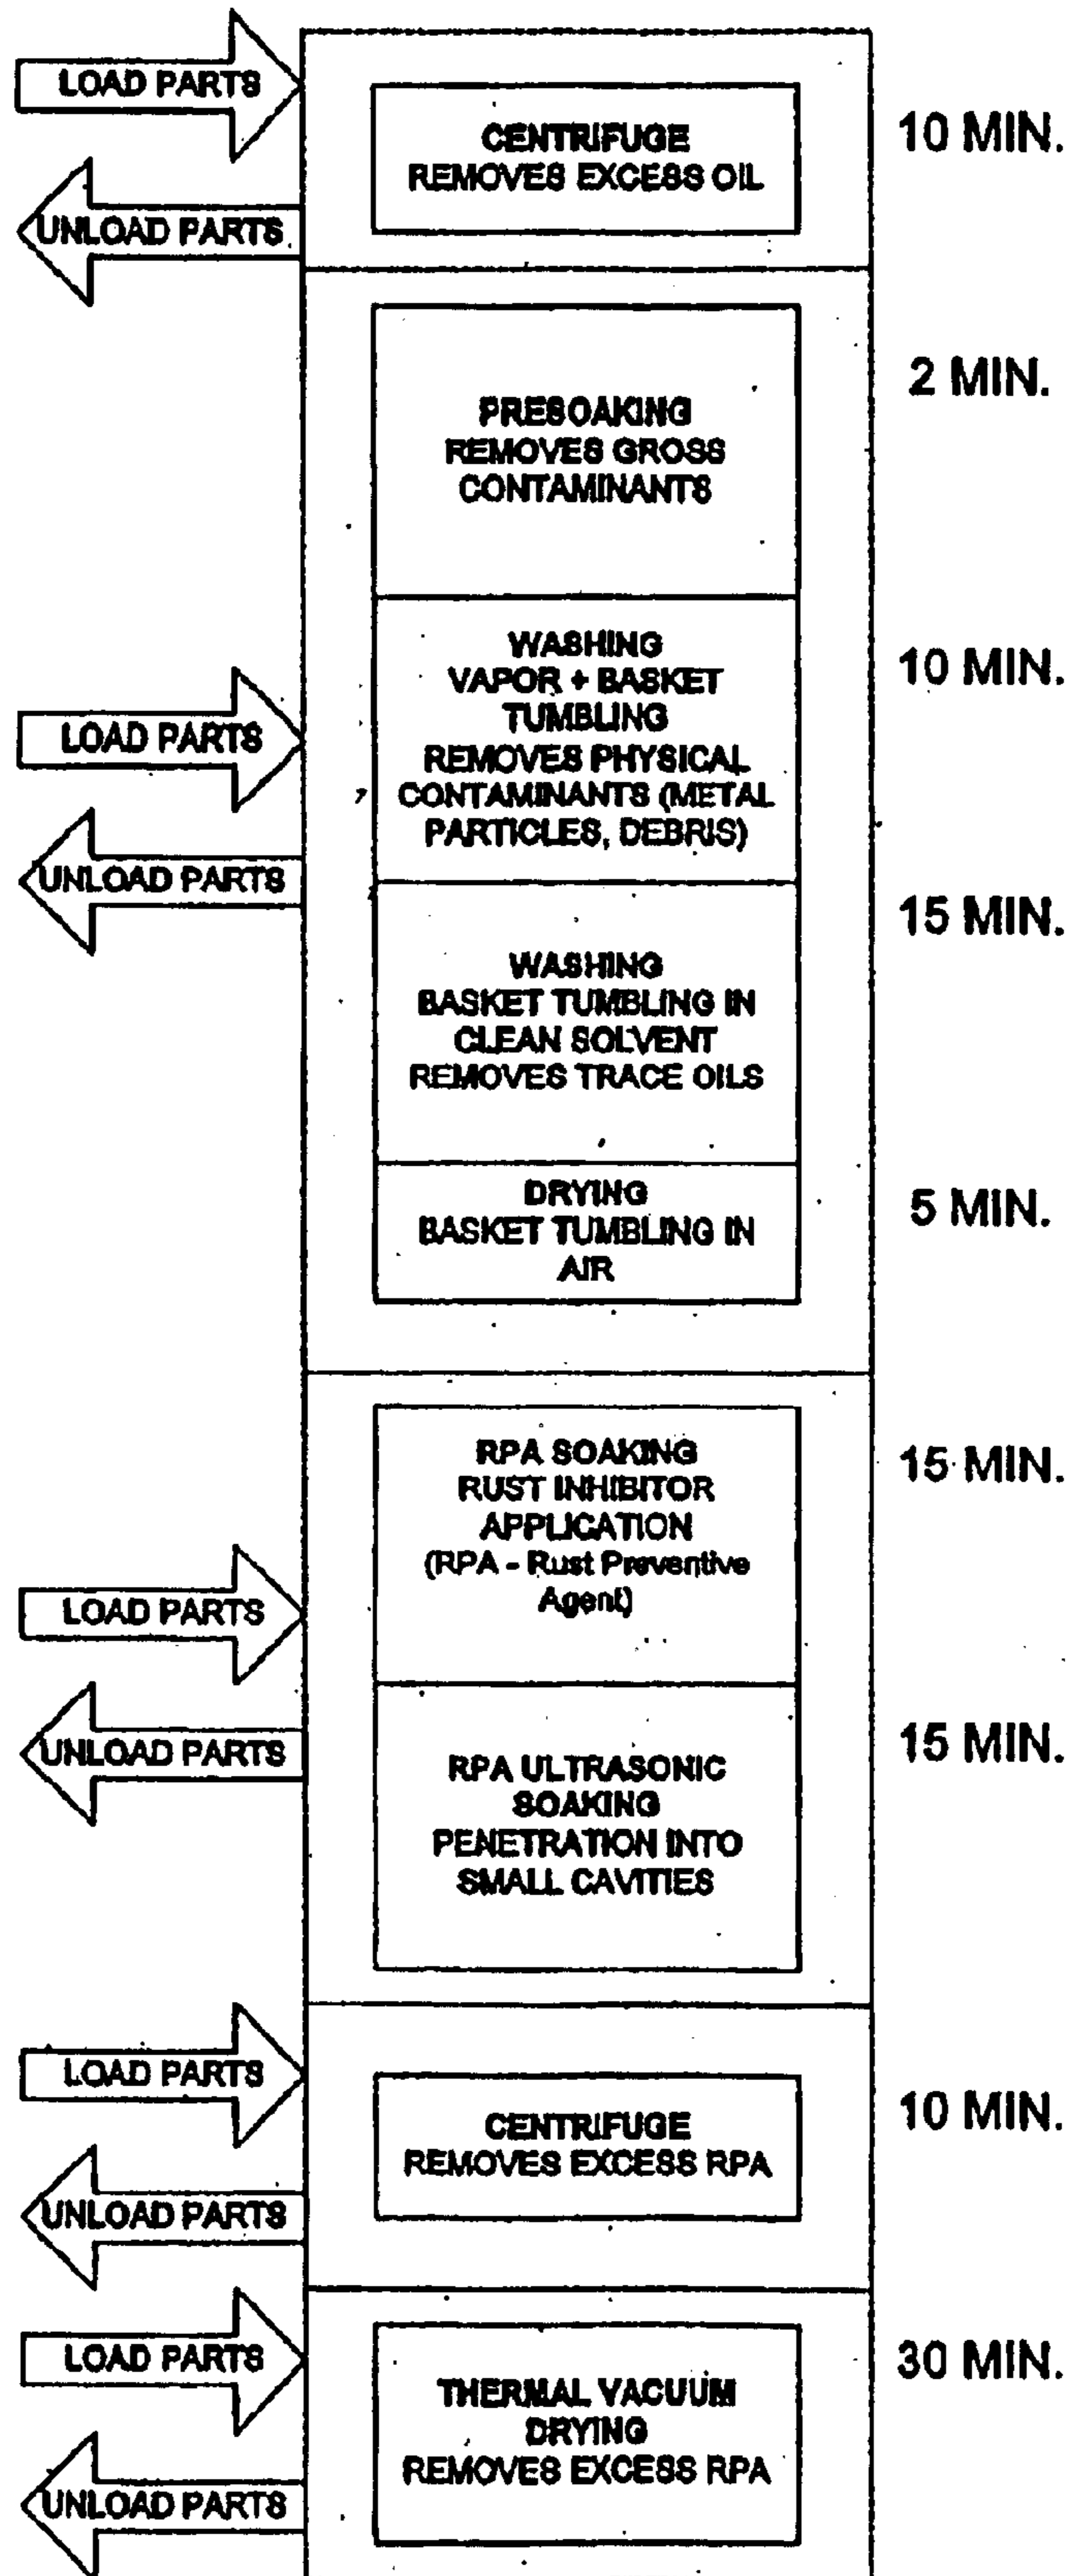 LOAD PARTS
CENTRIFUGE
REMOVES EXCESS OIL
10 MIN.
UNLOAD PARTS
PRESOAKING
REMOVES GROSS
CONTAMINANTS
2 MIN.
WASHING
VAPOR + BASKET
TUMBLING
REMOVES PHYSICAL
CONTAMINANTS (METAL
PARTICLES, DEBRIS)
10 MIN.
LOAD PARTS
UNLOAD PARTS
WASHING
BASKET TUMBLING IN
CLEAN SOLVENT
REMOVES TRACE OILS
15 MIN.
DRYING
BASKET TUMBLING IN
AIR
5 MIN.
RPA SOAKING
RUST INHIBITOR
APPLICATION
(RPA - Rust Preventive
Agent)
15 MIN.
LOAD PARTS
UNLOAD PARTS
RPA ULTRASONIC
SOAKING
PENETRATION INTO
SMALL CAVITIES
15 MIN.
LOAD PARTS
CENTRIFUGE
REMOVES EXCESS RPA
10 MIN.
UNLOAD PARTS
LOAD PARTS
THERMAL VACUUM
DRYING
REMOVES EXCESS RPA
30 MIN.
UNLOAD PARTS